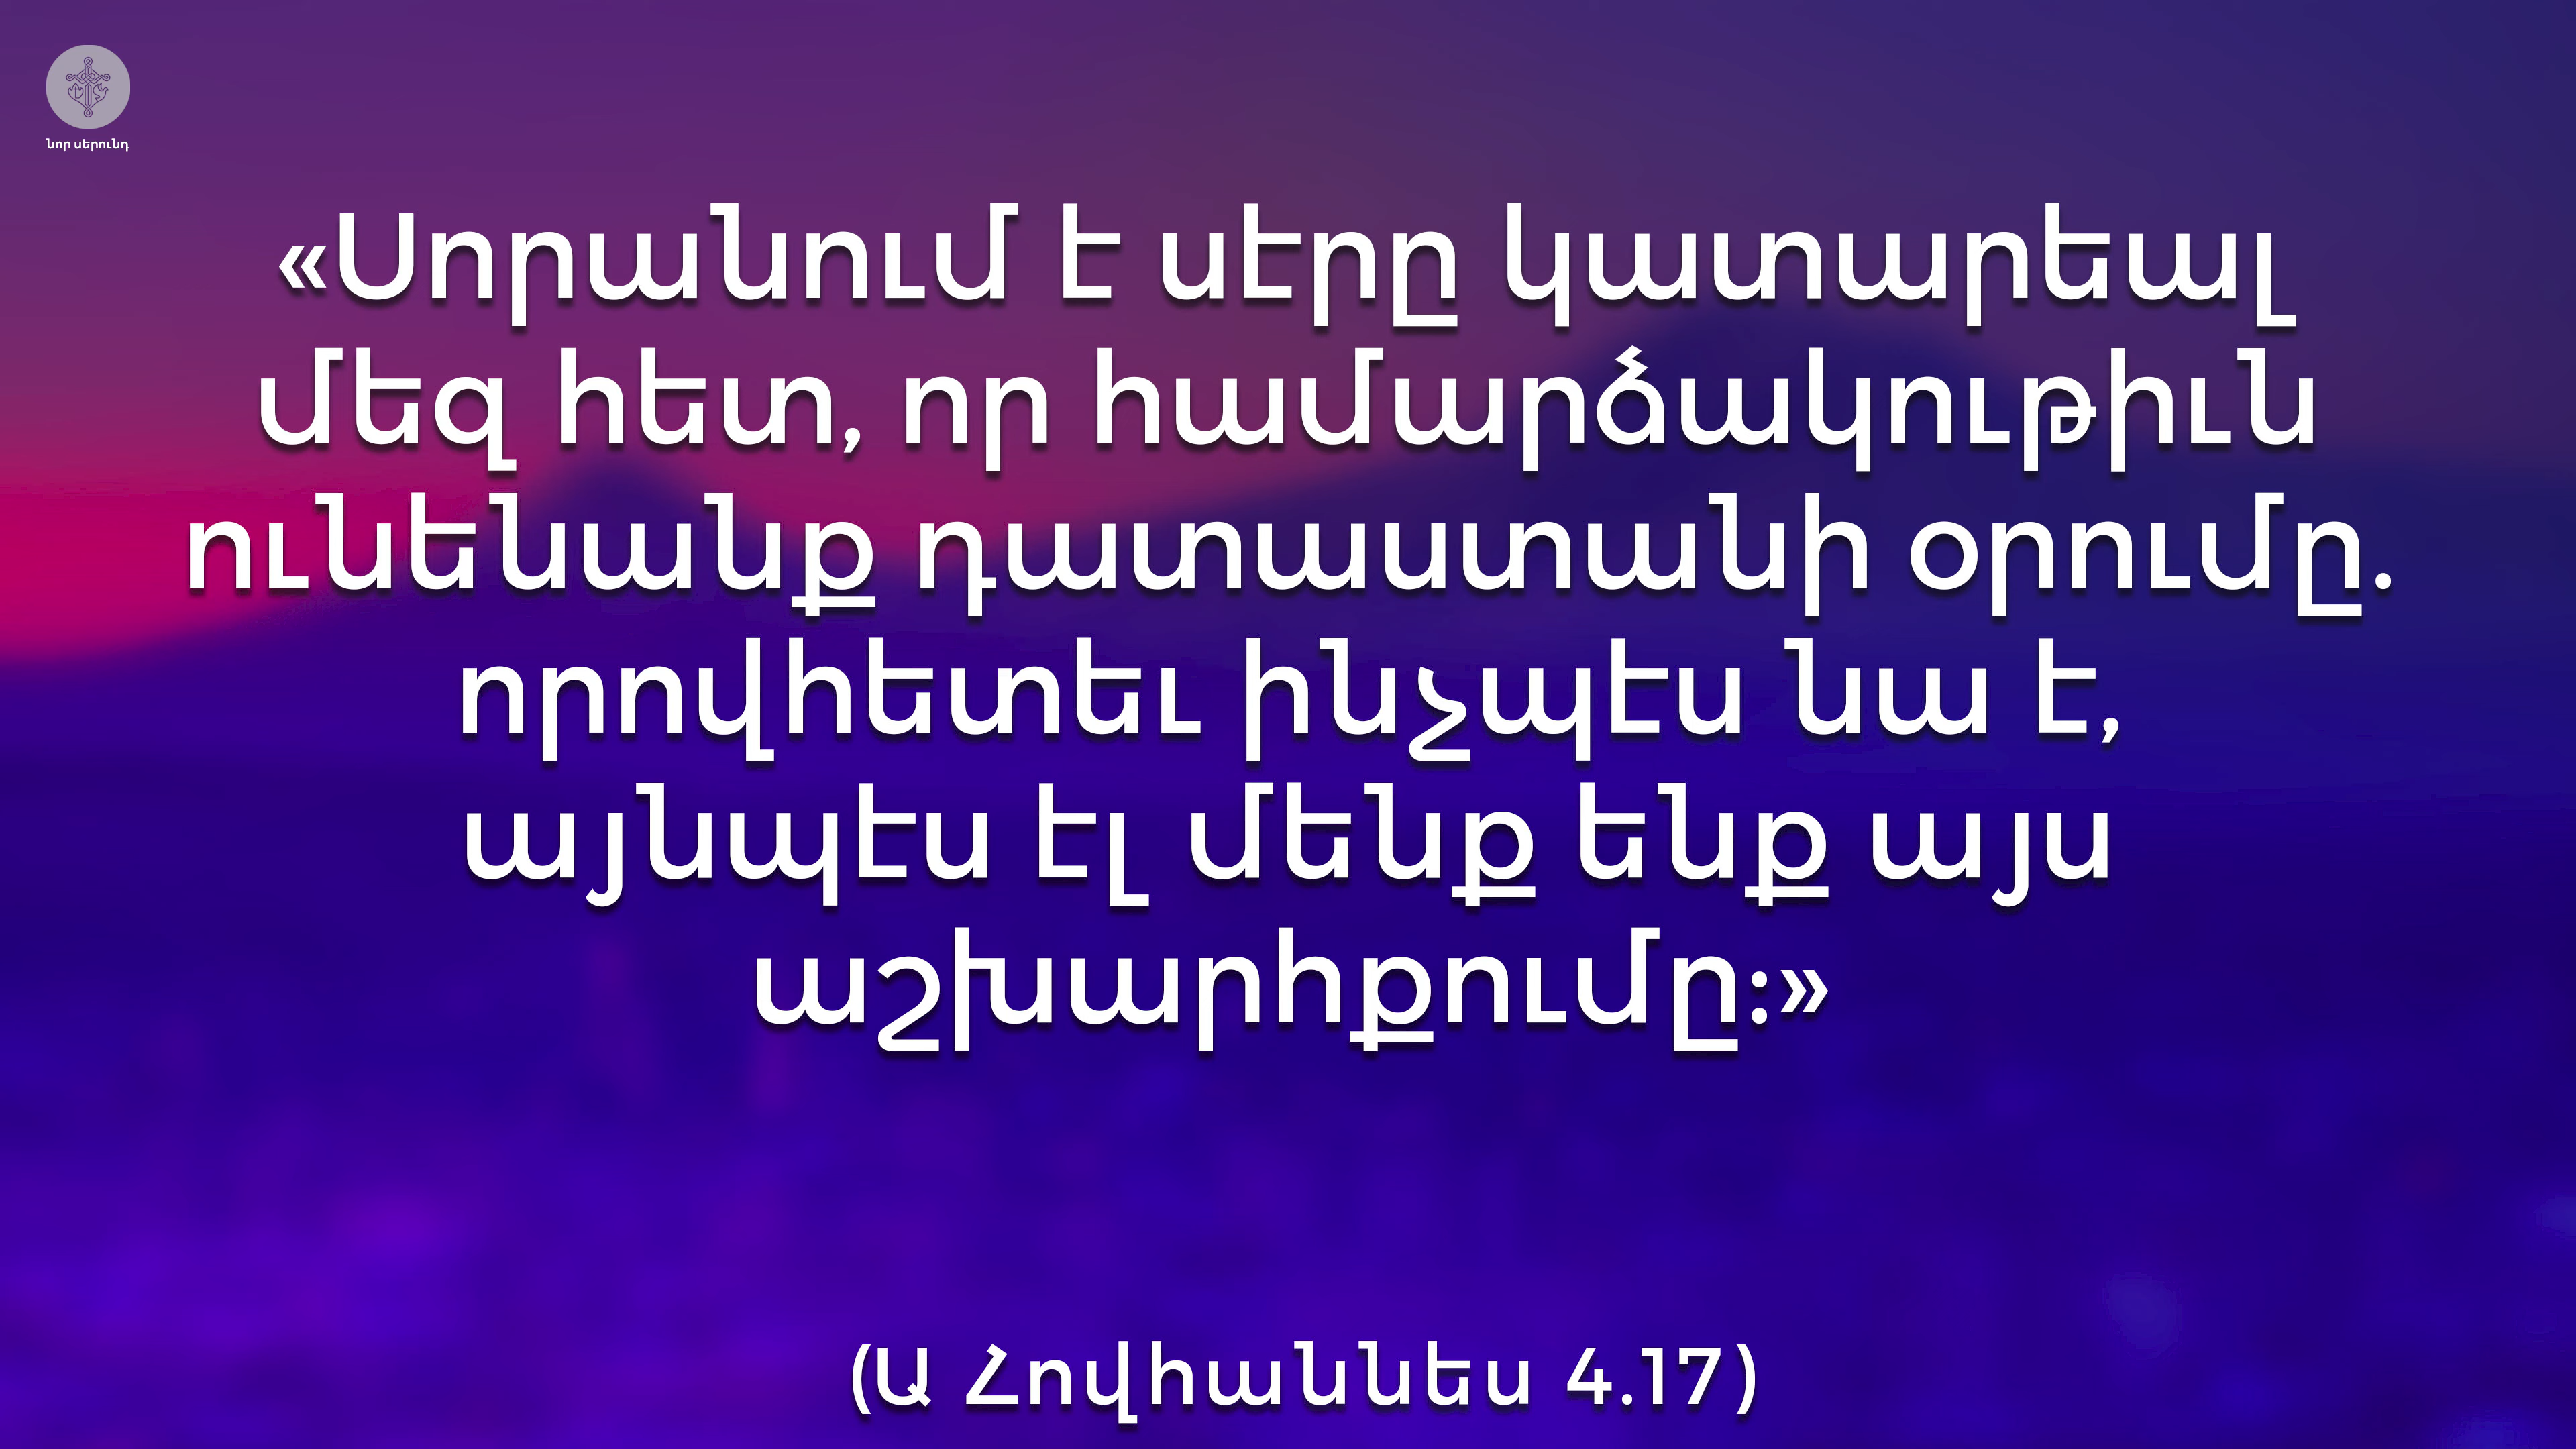 նոր սերունդ
«Սորանում է սէրը կատարեալ
մեզ հետ, որ համարձակութիւն
ունենանք դատաստանի օրումը.
որովհետեւ ինչպէս նա է,
այնպէս էլ մենք ենք այս
աշխարհքումը:»
(Ա Հովհաննես 4.17)